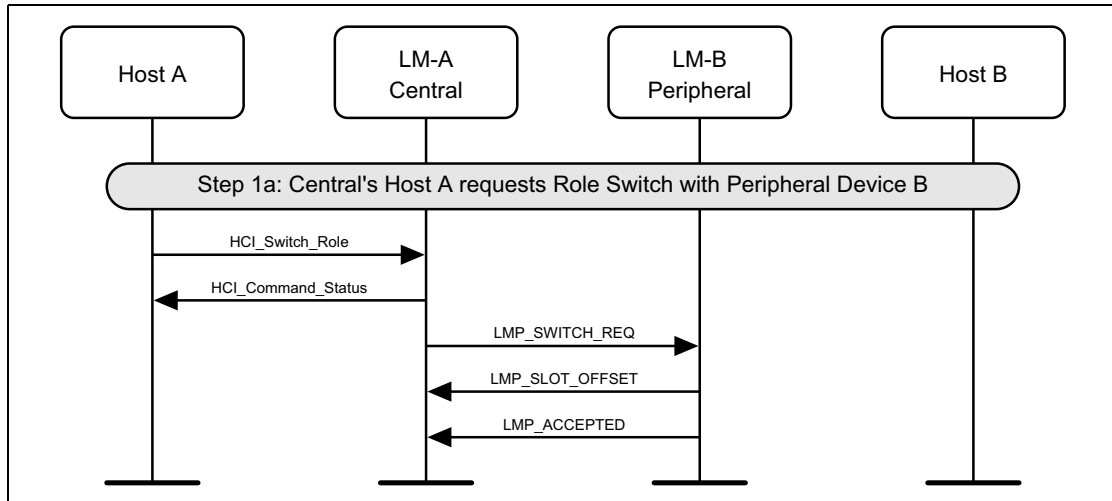 Host A
LM-A
Central
LM-B
Peripheral
Host B
Step 1a: Central's Host A requests Role Switch with Peripheral Device B
HCI_Switch_Role
HCI_Command_Status
LMP_SWITCH_REQ
LMP_SLOT_OFFSET
LMP_ACCEPTED